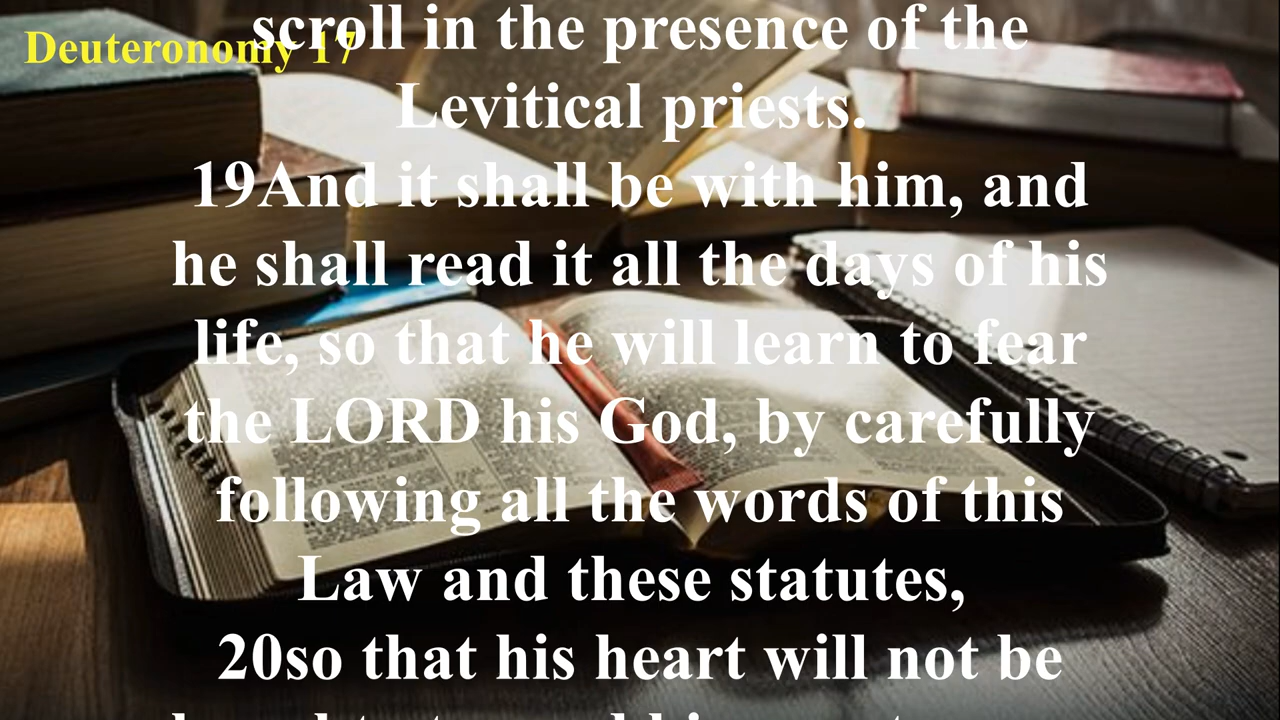 Deuteronomy 17
scroll in the presence of the
Levitical priests.
19And it shall be with him, and
he shall read it all the days of his
life, so that he will learn to fear
the LORD his God, by carefully
following all the words of this
Law and these statutes,
20so that his heart will not be